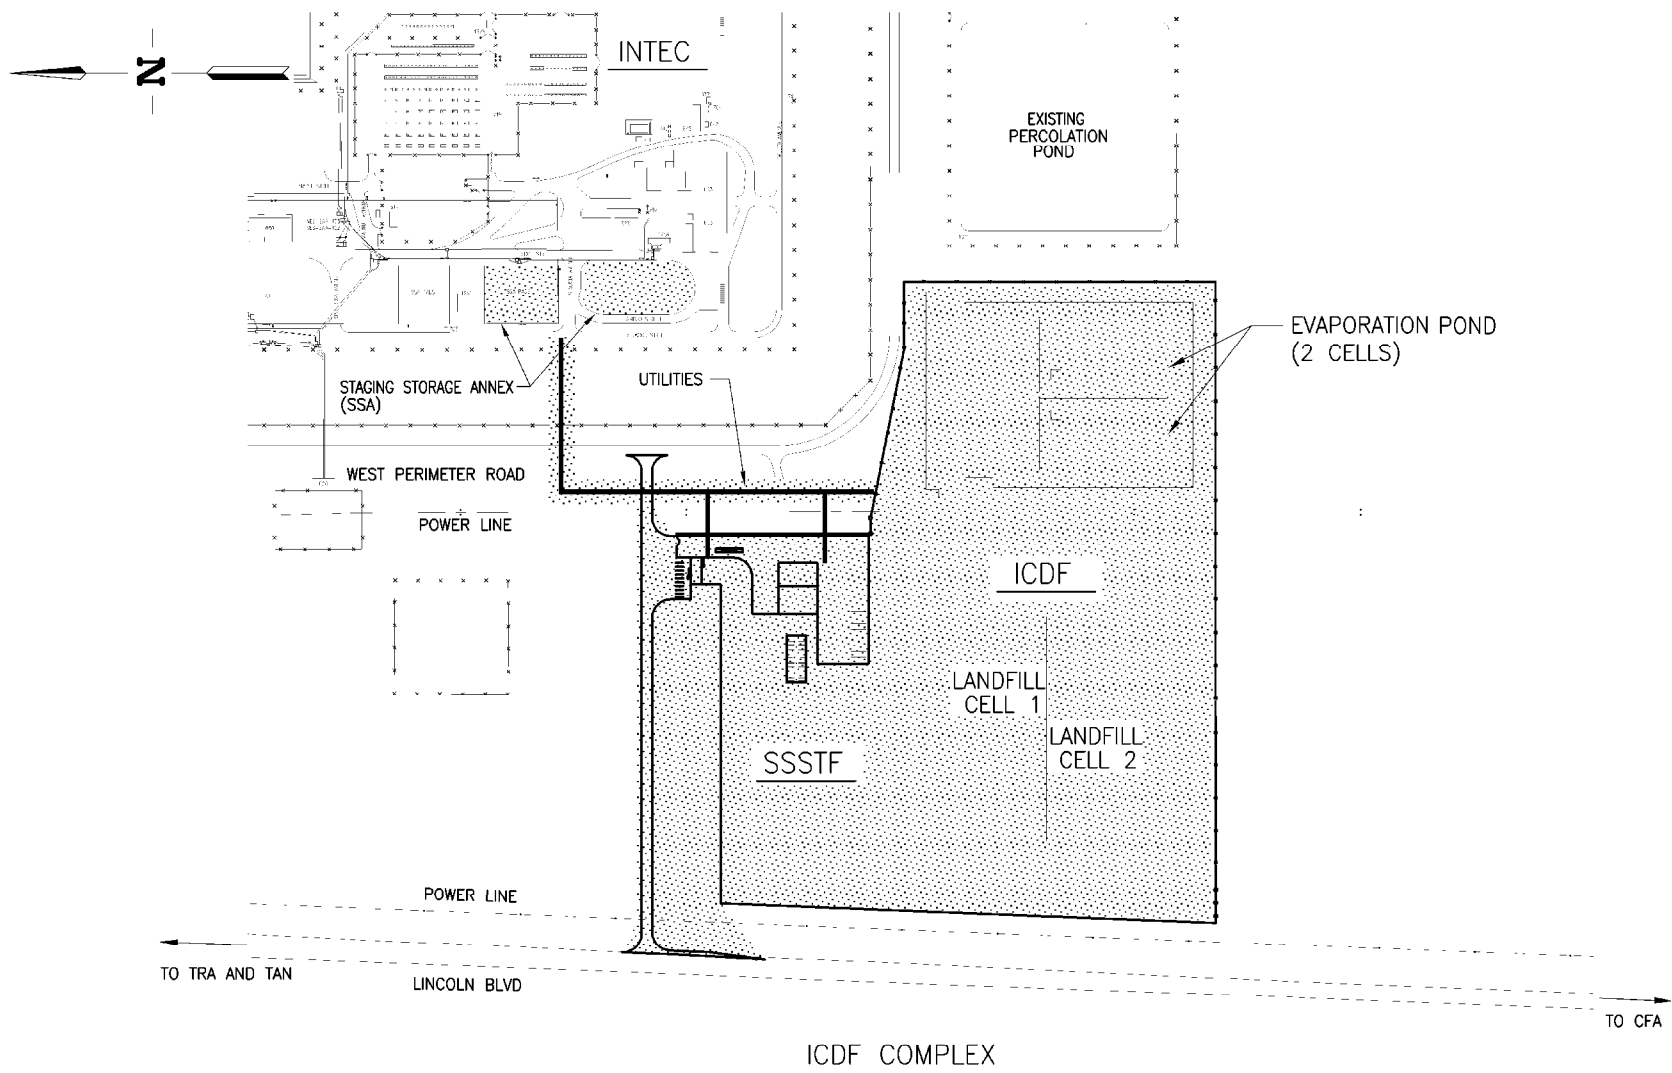 N
INTEC
EXISTING
PERCOLATION
POND
EVAPORATION POND
(2 CELLS)
STAGING STORAGE ANNEX
(SSA)
UTILITIES
WEST PERIMETER ROAD
POWER LINE
ICDF
LANDFILL
CELL 1
LANDFILL
CELL 2
SSSTF
POWER LINE
TO TRA AND TAN
LINCOLN BLVD
TO CFA
ICDF COMPLEX